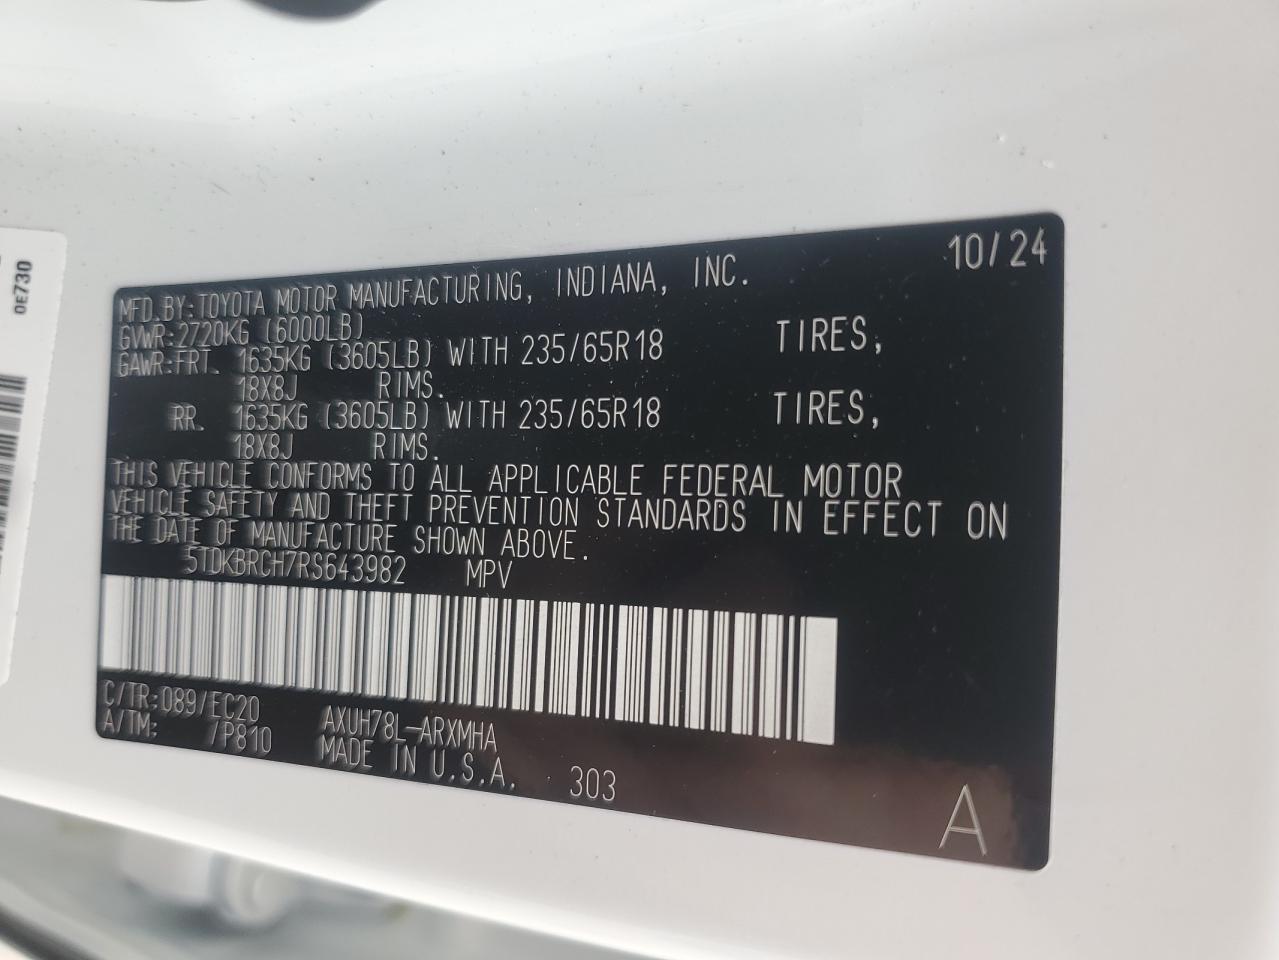 10/24
MFD.BY:TOYOTA MOTOR MANUFACTURING, INDIANA, INC.
GVWR:2720KG (6000LB)
GAWR:FRT. 1635KG (3605LB) WITH 235/65R18 TIRES,
18X8J RIMS.
RR. 1635KG (3605LB) WITH 235/65R18 TIRES,
18X8J RIMS.
THIS VEHICLE CONFORMS TO ALL APPLICABLE FEDERAL MOTOR
VEHICLE SAFETY AND THEFT PREVENTION STANDARDS IN EFFECT ON
THE DATE OF MANUFACTURE SHOWN ABOVE.
5TDKBRCH7RS643982 MPV
C/TR:089/EC20 AXUH78L-ARXMHA
A/TM: /P810 MADE IN U.S.A. 303
A
0E730